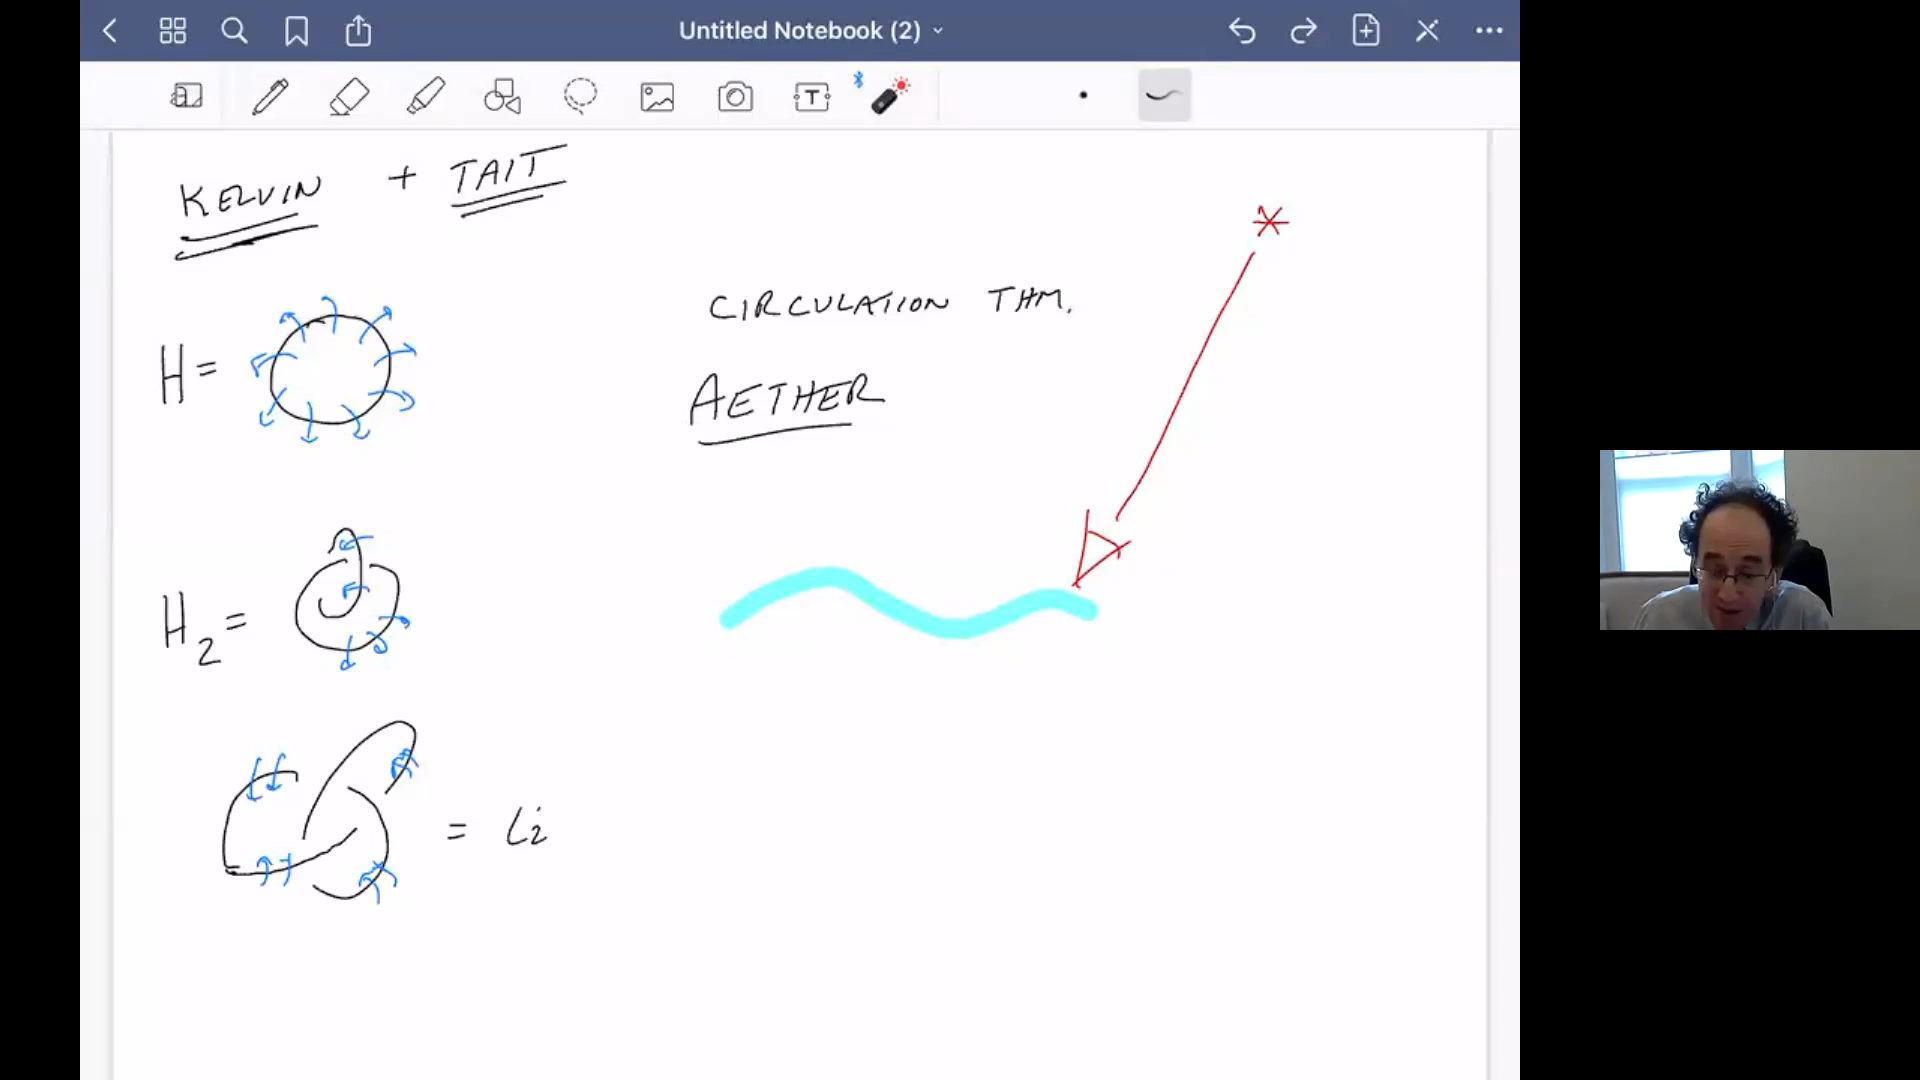 Untitled Notebook (2)
T
KELVIN + TAIT
CIRCULATION THM.
AETHER
H =
H2 =
= Li